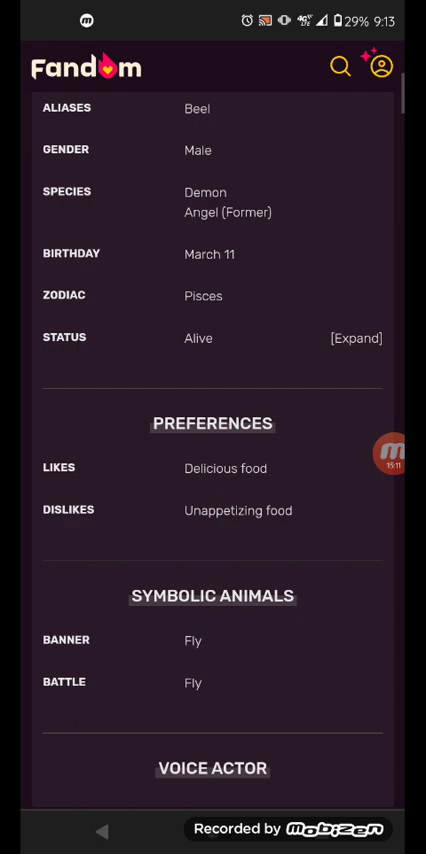 29% 9:13
Fandom
ALIASES Beel
GENDER Male
SPECIES Demon
Angel (Former)
BIRTHDAY March 11
ZODIAC Pisces
STATUS Alive [Expand]
PREFERENCES
LIKES Delicious food
15:11
DISLIKES Unappetizing food
SYMBOLIC ANIMALS
BANNER Fly
BATTLE Fly
VOICE ACTOR
Recorded by mobizen